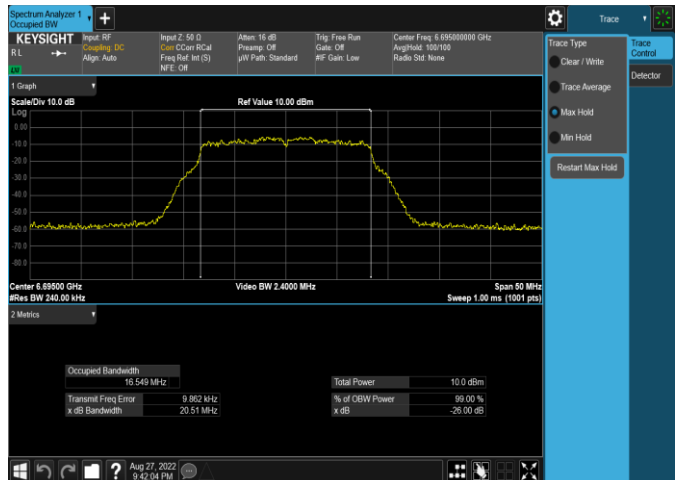 Spectrum Analyzer 1
Occupied BW
Trace
KEYSIGHT
RL
LV
Input: RF
Coupling: DC
Align: Auto
Input Z: 50 Ω
Corr CCorr RCal
Freq Ref: Int (S)
NFE: Off
Atten: 16 dB
Preamp: Off
µW Path: Standard
Trig: Free Run
Gate: Off
#IF Gain: Low
Center Freq: 6.695000000 GHz
Avg|Hold: 100/100
Radio Std: None
Trace Type
Clear / Write
Trace Average
Max Hold
Min Hold
Restart Max Hold
Trace
Control
Detector
1 Graph
Scale/Div 10.0 dB
Ref Value 10.00 dBm
Log
0.00
-10.0
-20.0
-30.0
-40.0
-50.0
-60.0
-70.0
-80.0
Center 6.69500 GHz
Video BW 2.4000 MHz
Span 50 MHz
#Res BW 240.00 kHz
Sweep 1.00 ms (1001 pts)
2 Metrics
Occupied Bandwidth
16.549 MHz
Total Power 10.0 dBm
Transmit Freq Error 9.862 kHz
% of OBW Power 99.00 %
x dB Bandwidth 20.51 MHz
x dB -26.00 dB
Aug 27, 2022
9:42:04 PM